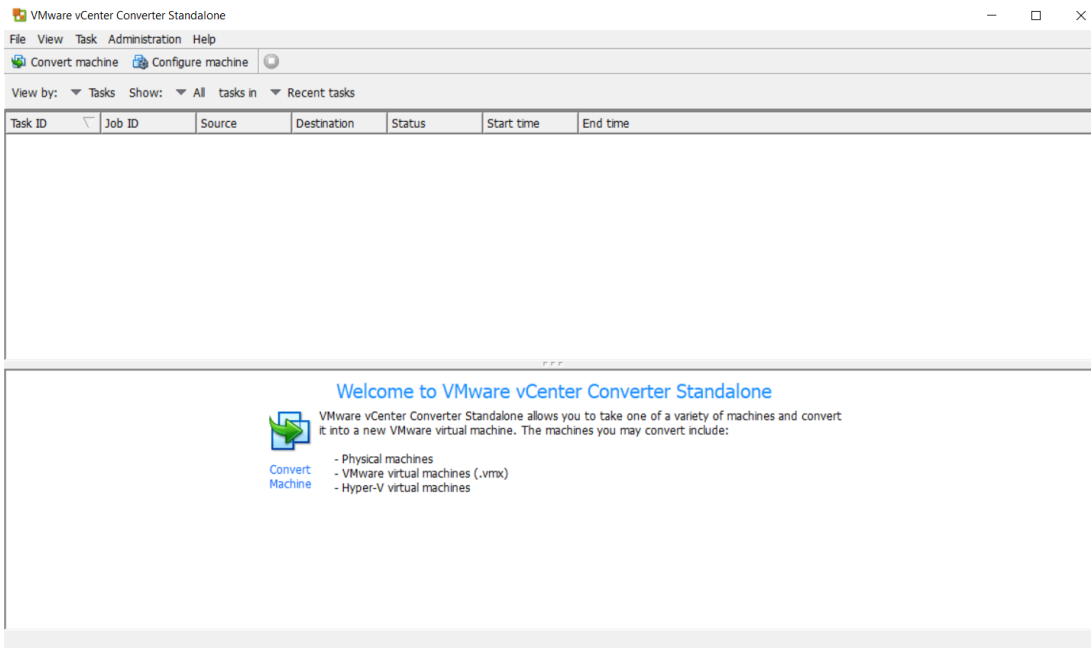 VMware vCenter Converter Standalone
File View Task Administration Help
Convert machine Configure machine
View by: Tasks Show: All tasks in Recent tasks
Task ID Job ID Source Destination Status Start time End time
Welcome to VMware vCenter Converter Standalone
VMware vCenter Converter Standalone allows you to take one of a variety of machines and convert
it into a new VMware virtual machine. The machines you may convert include:
- Physical machines
- VMware virtual machines (.vmx)
- Hyper-V virtual machines
Convert
Machine